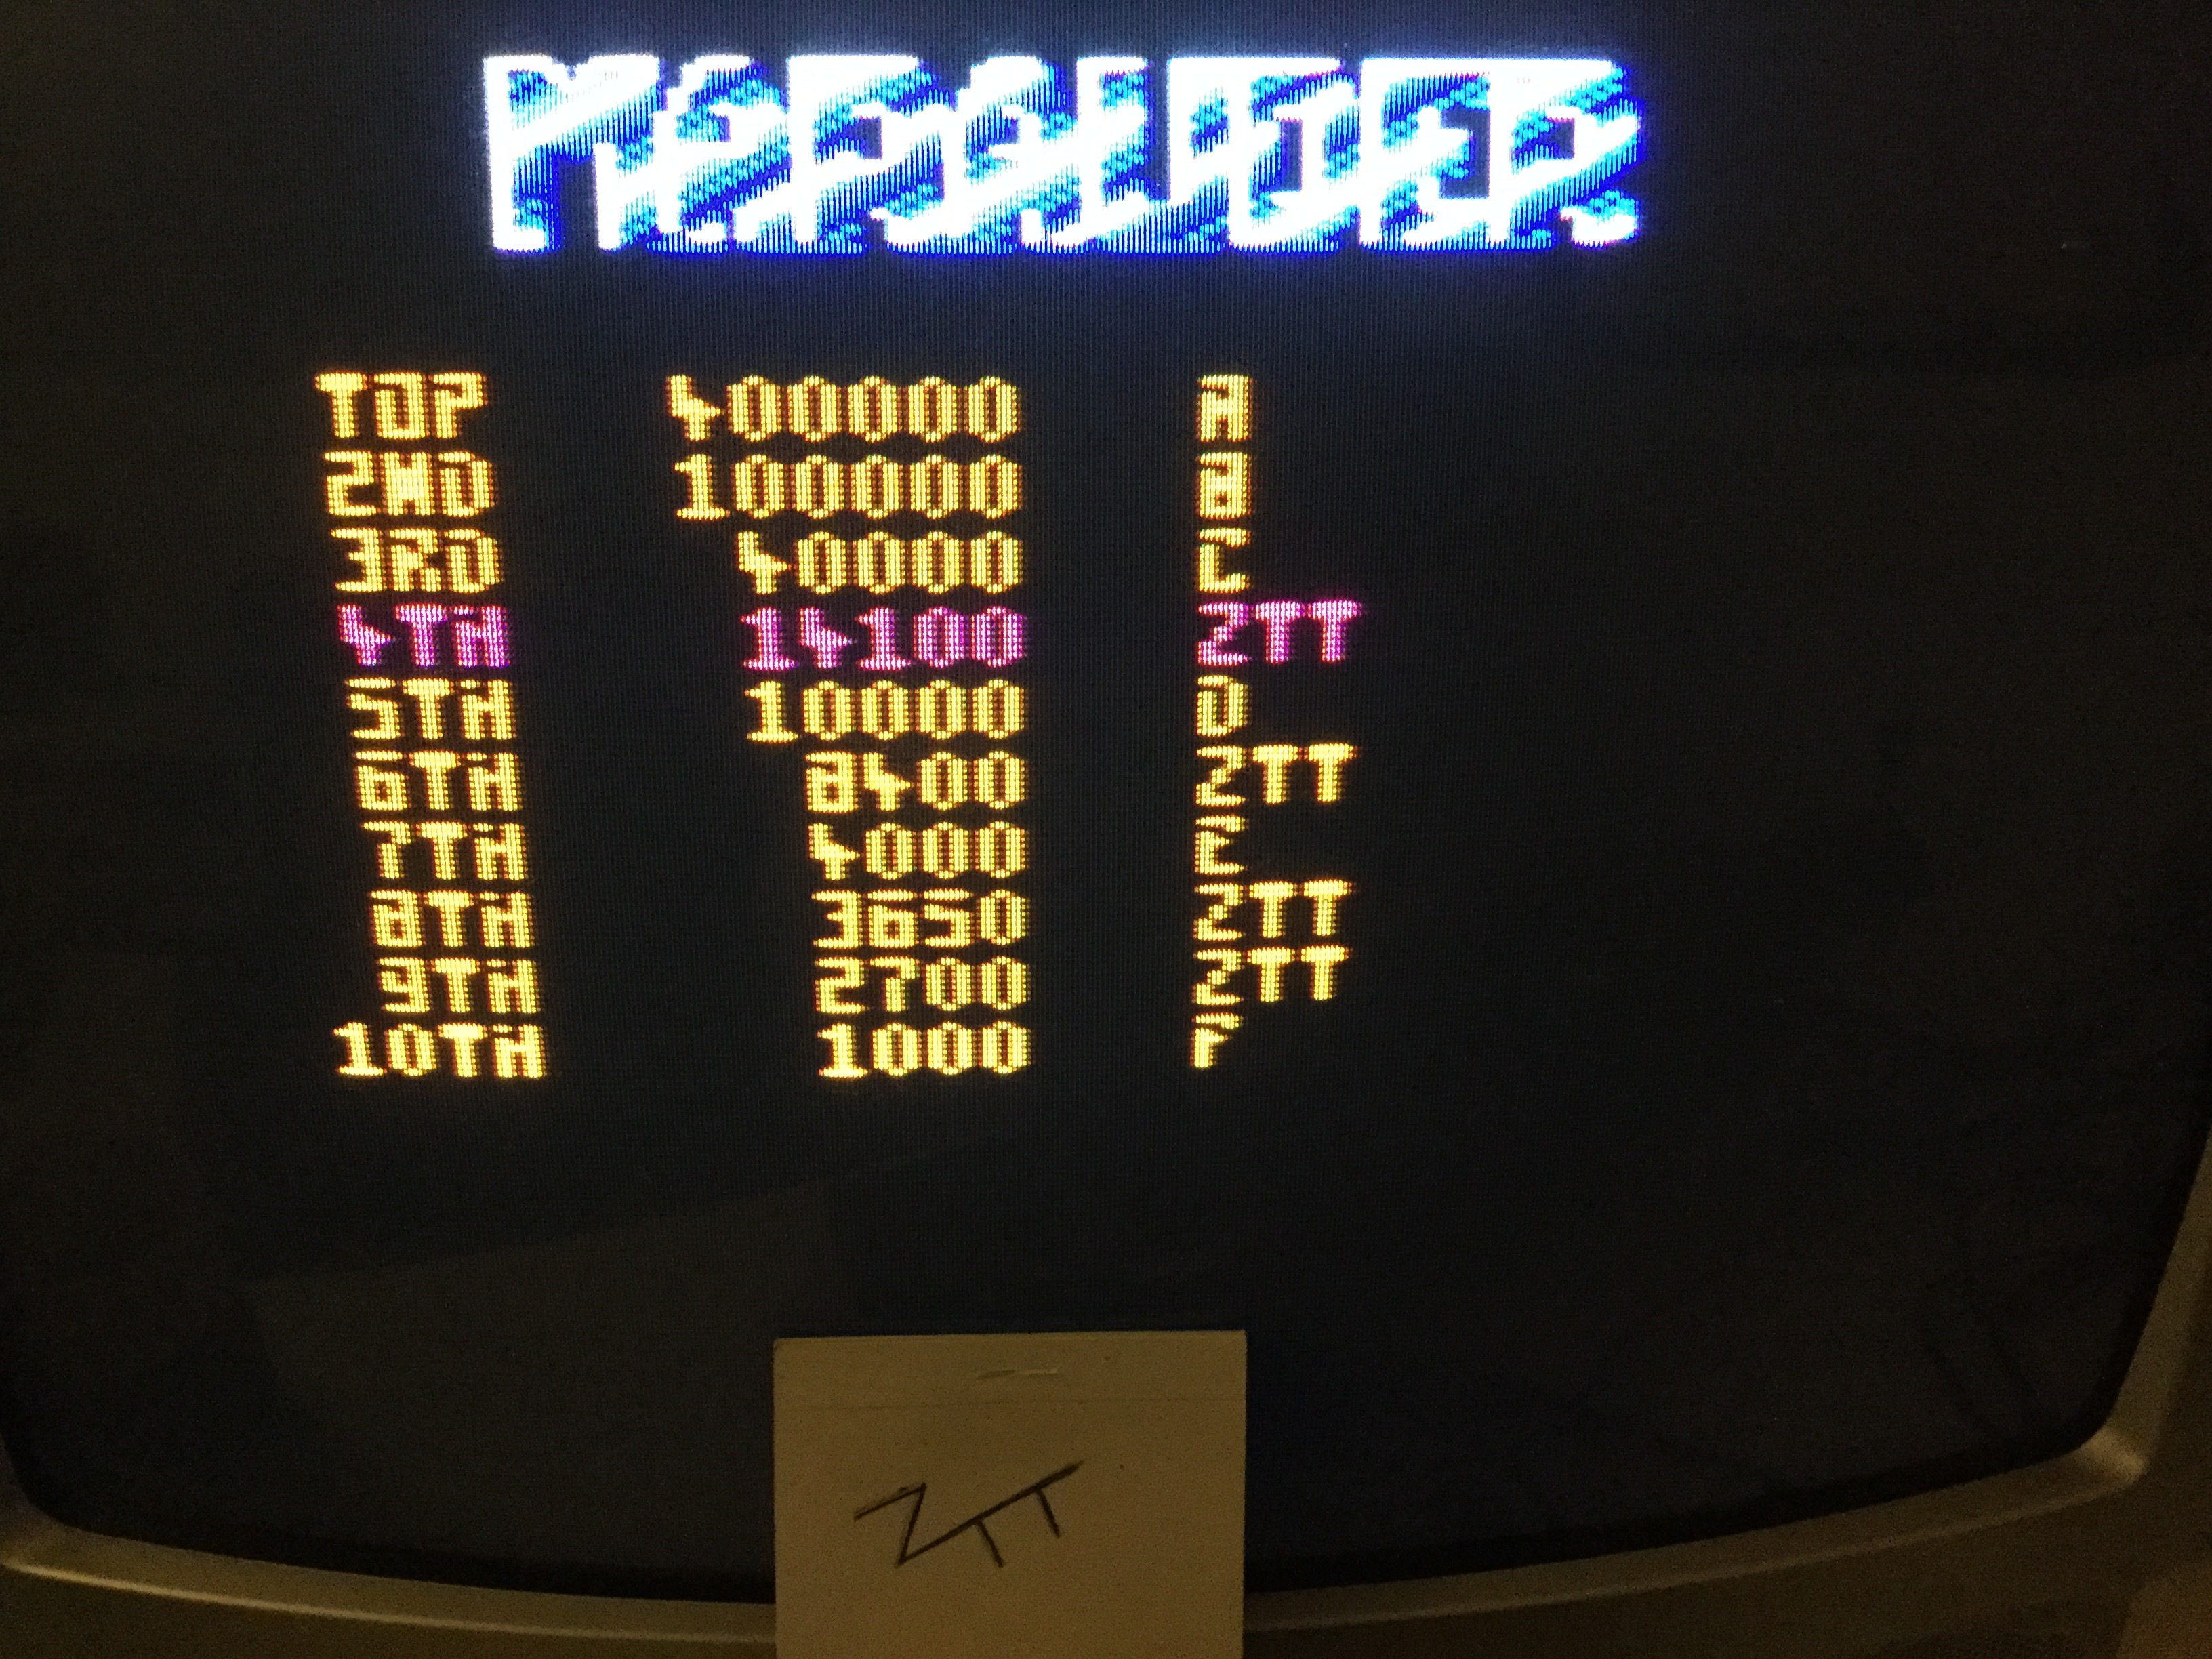 MARAUDER
TOP 400000 A
2ND 100000 B
3RD 40000 C
4TH 14100 ZTT
5TH 10000 D
6TH 8400 ZTT
7TH 4000 E
8TH 3650 ZTT
9TH 2700 ZTT
10TH 1000 F
ZTT